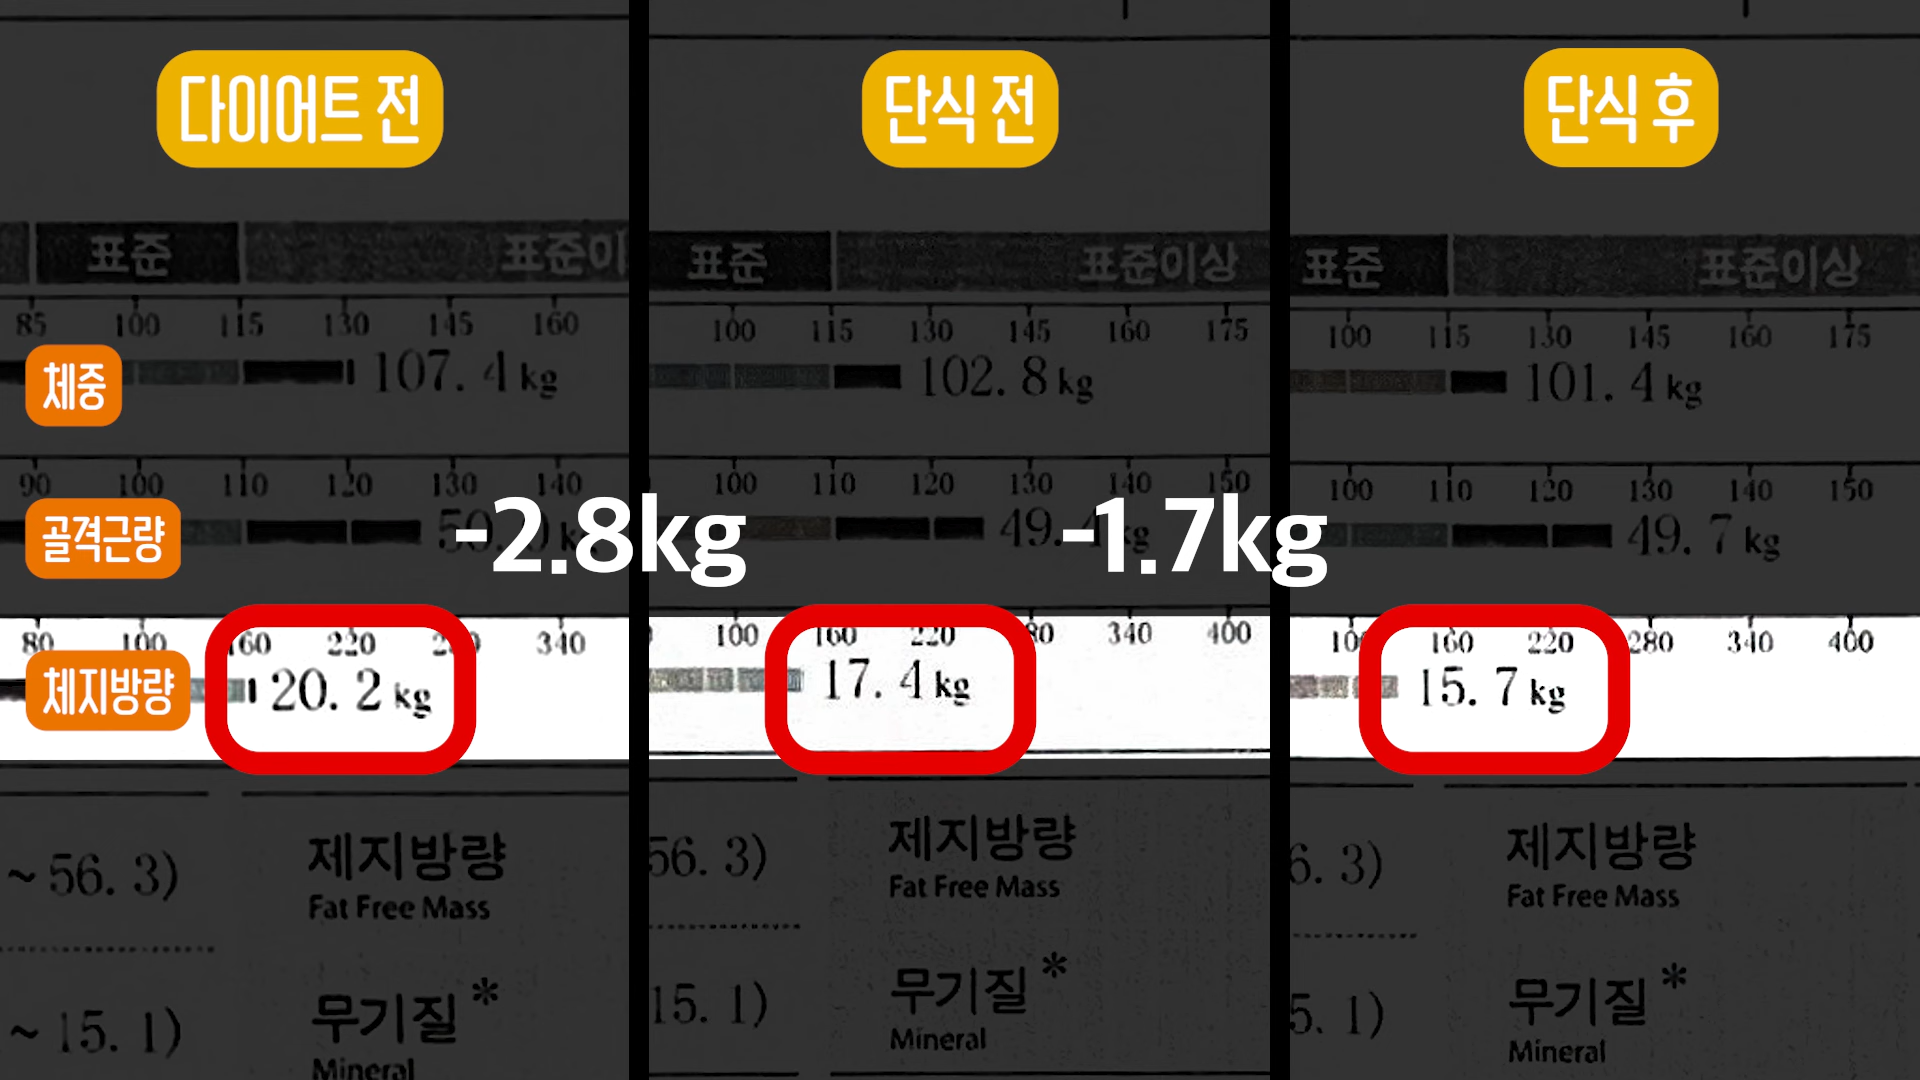 다이어트 전
단식 전
단식 후
표준
표준이
표준
표준이상
표준
표준이상
85 100 115 130 145 160
100 115 130 145 160 175
100 115 130 145 160 175
체중
107.4 kg
102.8 kg
101.4 kg
90 100 110 120 130 140
100 110 120 130 140 150
100 110 120 130 140 150
골격근량
-2.8kg
49.4 kg
-1.7kg
49.7 kg
80 100 160 220 340
100 160 220 340 400
160 220 280 340 400
체지방량
20.2 kg
17.4 kg
15.7 kg
~56.3)
제지방량
Fat Free Mass
56.3)
제지방량
Fat Free Mass
6.3)
제지방량
Fat Free Mass
~15.1)
무기질*
Mineral
15.1)
무기질*
Mineral
5.1)
무기질*
Mineral